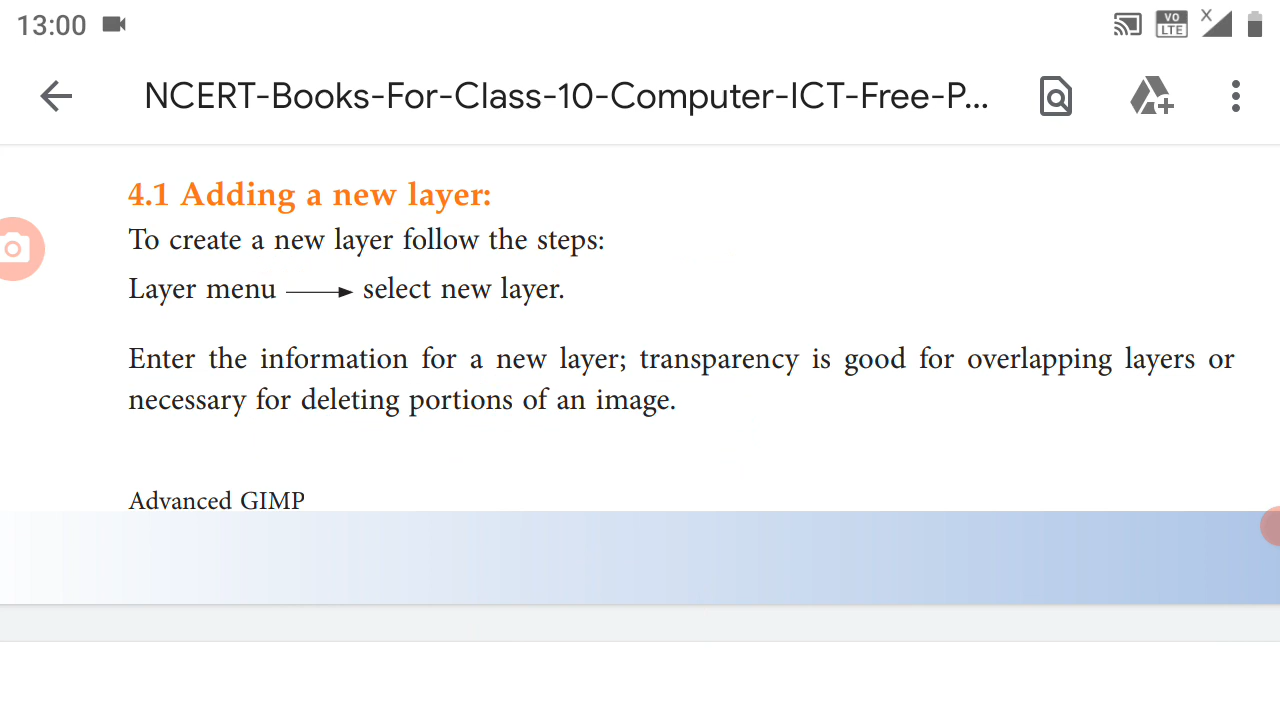 13:00
VO
LTE
X
NCERT-Books-For-Class-10-Computer-ICT-Free-P...
4.1 Adding a new layer:
To create a new layer follow the steps:
Layer menu ⟶ select new layer.
Enter the information for a new layer; transparency is good for overlapping layers or
necessary for deleting portions of an image.
Advanced GIMP